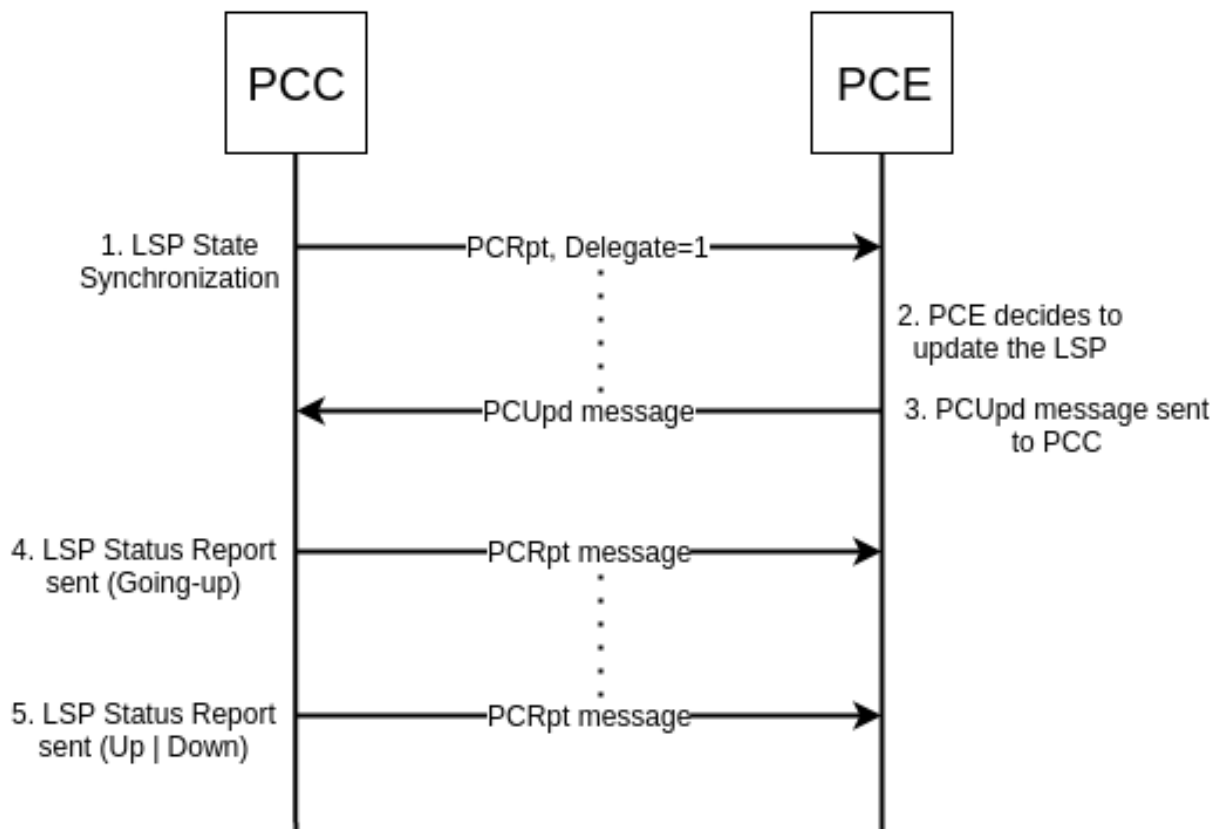 PCC
PCE
1. LSP State
Synchronization
PCRpt, Delegate=1
2. PCE decides to
update the LSP
PCUpd message
3. PCUpd message sent
to PCC
4. LSP Status Report
sent (Going-up)
PCRpt message
5. LSP Status Report
sent (Up | Down)
PCRpt message